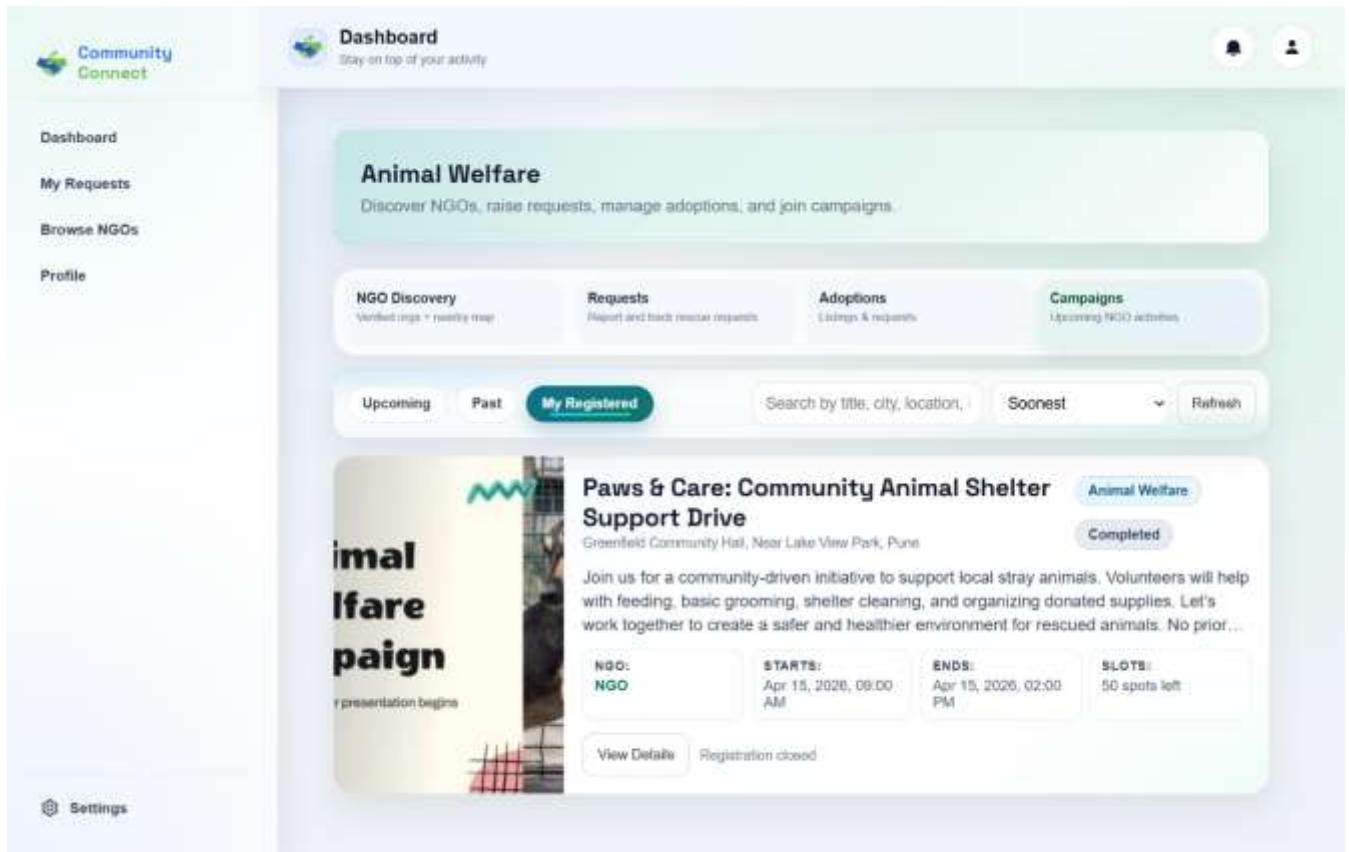 Community
Connect
Dashboard
Stay on top of your activity
Dashboard
My Requests
Browse NGOs
Profile
Settings
Animal Welfare
Discover NGOs, raise requests, manage adoptions, and join campaigns.
NGO Discovery
Verified orgs + nearby map
Requests
Report and track rescue requests
Adoptions
Listings & requests
Campaigns
Upcoming NGO activities
Upcoming
Past
My Registered
Search by title, city, location,
Soonest
Refresh
imal
lfare
paign
r presentation begins
Paws & Care: Community Animal Shelter
Support Drive
Animal Welfare
Completed
Greenfield Community Hall, Near Lake View Park, Pune
Join us for a community-driven initiative to support local stray animals. Volunteers will help
with feeding, basic grooming, shelter cleaning, and organizing donated supplies. Let's
work together to create a safer and healthier environment for rescued animals. No prior…
NGO:
NGO
STARTS:
Apr 15, 2026, 09:00
AM
ENDS:
Apr 15, 2026, 02:00
PM
SLOTS:
50 spots left
View Details
Registration closed